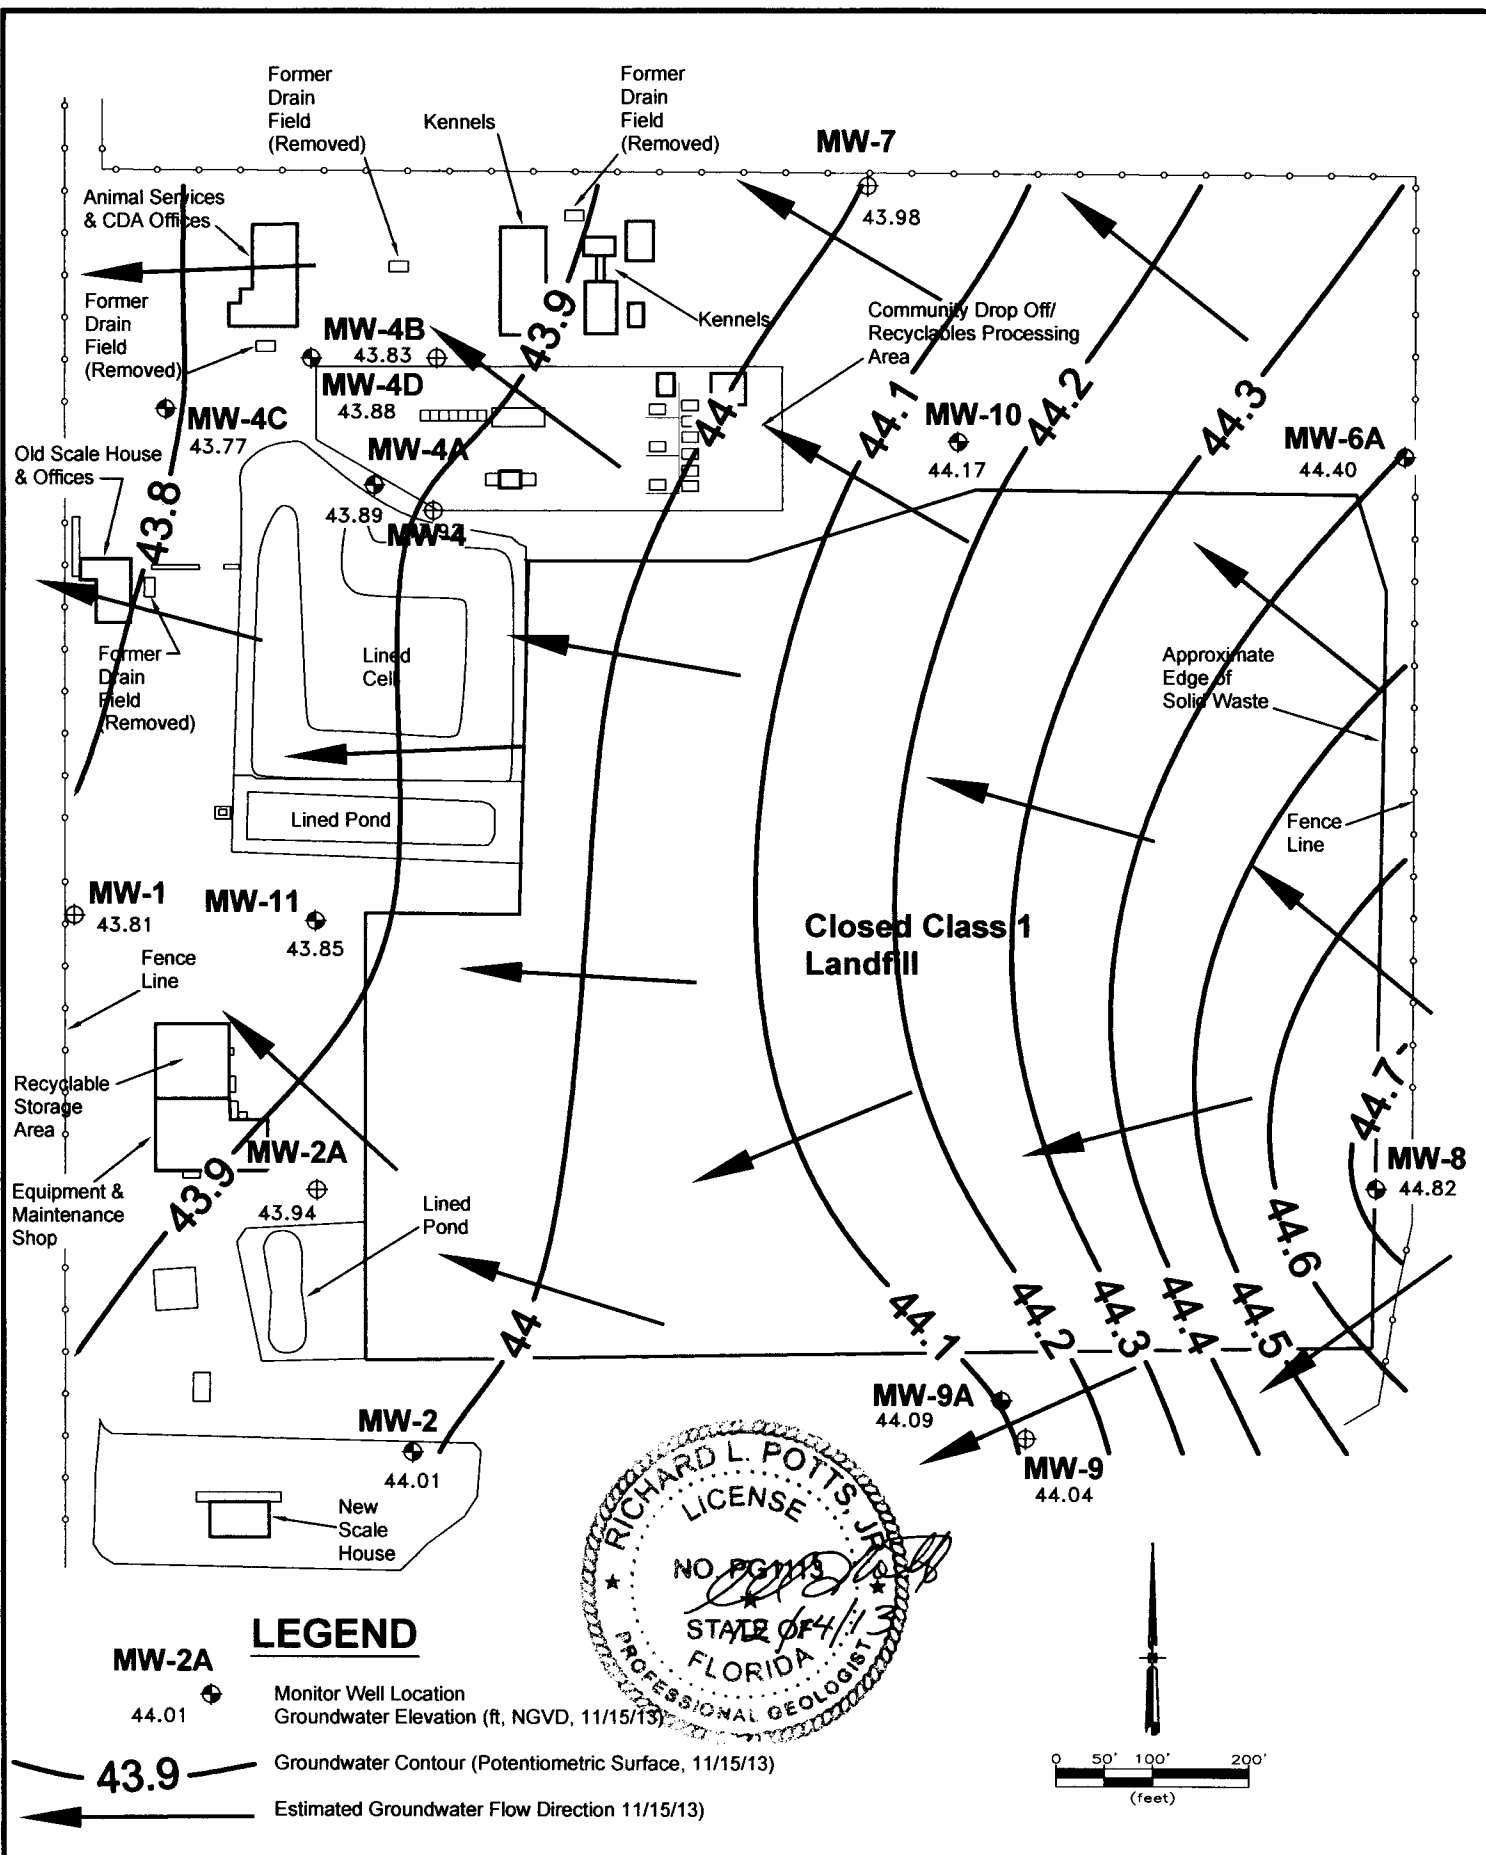 Former
Drain
Field
(Removed)
Kennels
Former
Drain
Field
(Removed)
MW-7
43.98
Animal Services
& CDA Offices
Former
Drain
Field
(Removed)
MW-4B
43.83
MW-4D
43.88
43.9
Kennels
Community Drop Off/
Recyclables Processing
Area
MW-4C
43.77
MW-4A
43.89
MW-4
44
44.1
MW-10
44.17
44.2
44.3
MW-6A
44.40
Old Scale House
& Offices
43.8
Former
Drain
Field
(Removed)
Lined
Cell
Lined Pond
Approximate
Edge of
Solid Waste
Fence
Line
MW-1
43.81
MW-11
43.85
Fence
Line
Closed Class 1
Landfill
Recyclable
Storage
Area
Equipment &
Maintenance
Shop
MW-2A
43.94
43.9
Lined
Pond
44.7
MW-8
44.82
44
44.1
44.2
44.3
44.4
44.5
44.6
MW-9A
44.09
MW-9
44.04
MW-2
44.01
New
Scale
House
RICHARD L. POTTS, JR
LICENSE
NO. PG1113
STATE OF
FLORIDA
PROFESSIONAL GEOLOGIST
LEGEND
MW-2A
44.01
Monitor Well Location
Groundwater Elevation (ft, NGVD, 11/15/13)
43.9
Groundwater Contour (Potentiometric Surface, 11/15/13)
Estimated Groundwater Flow Direction 11/15/13)
0 50' 100' 200'
(feet)